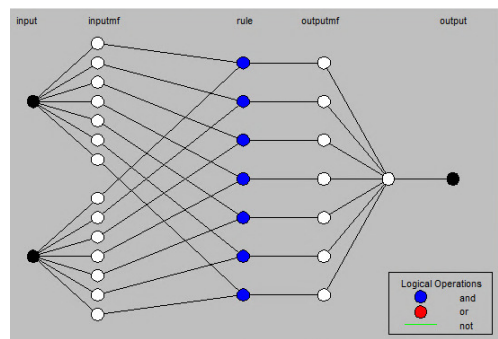 input inputmf rule outputmf output
Logical Operations
and
or
not